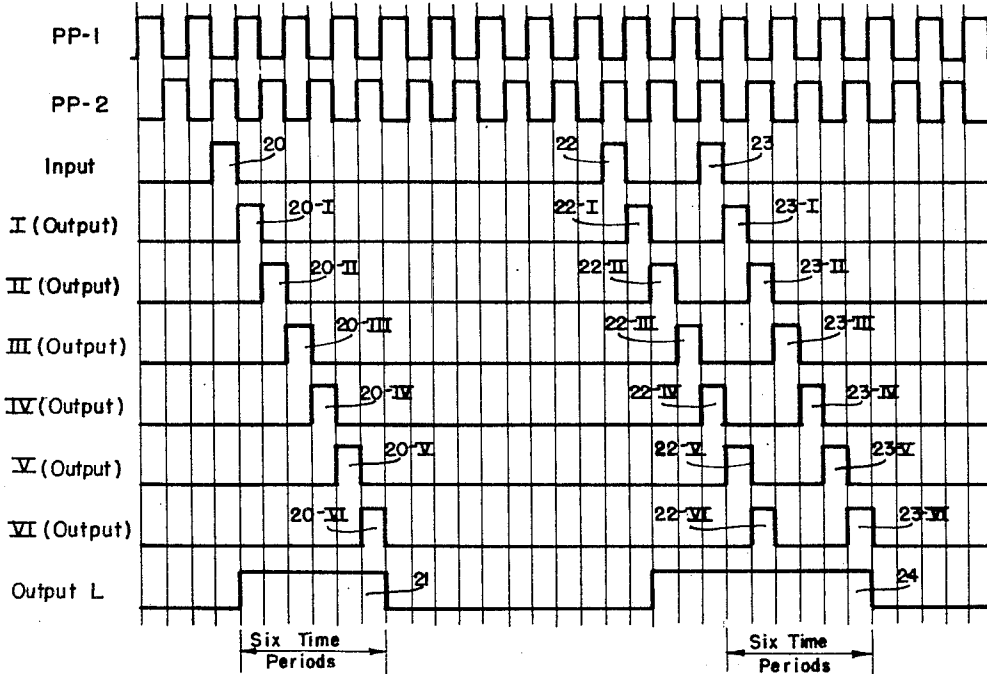 PP-1
PP-2
Input 20 22 23
I (Output) 20-I 22-I 23-I
II (Output) 20-II 22-II 23-II
III (Output) 20-III 22-III 23-III
IV (Output) 20-IV 22-IV 23-IV
V (Output) 20-V 22-V 23-V
VI (Output) 20-VI 22-VI 23-VI
Output L 21 24
Six Time Six Time
Periods Periods